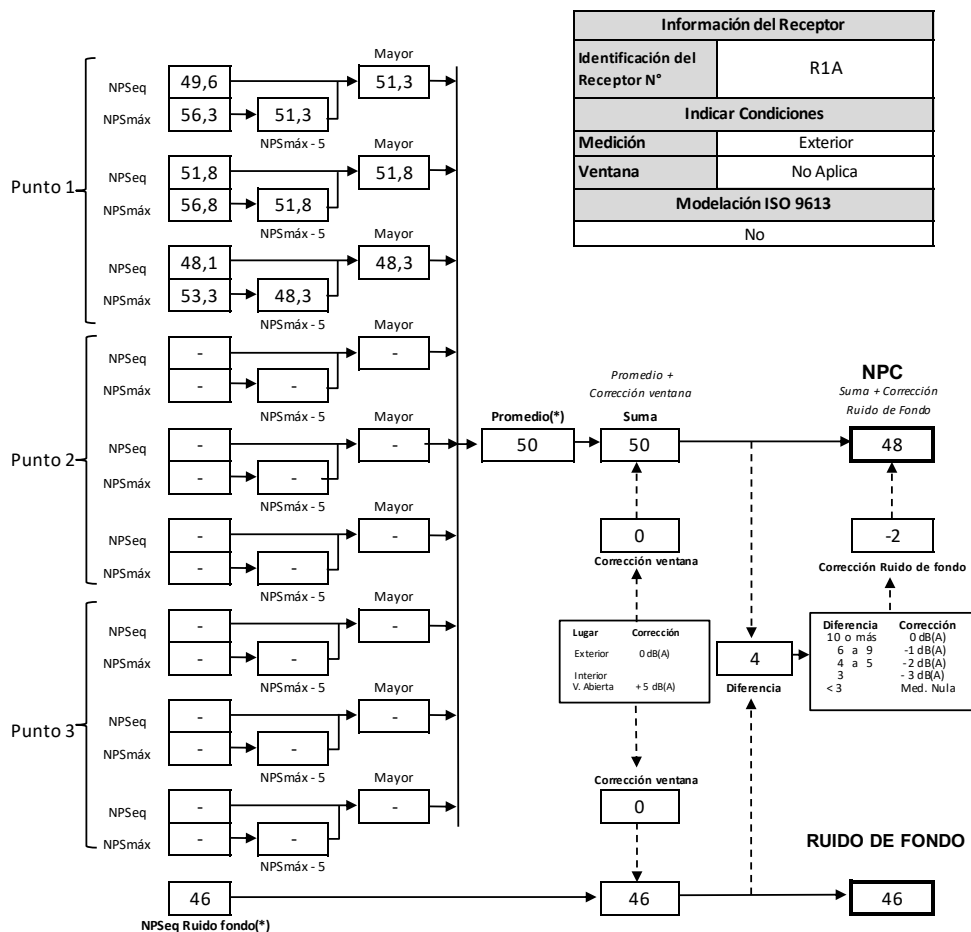 Información del Receptor
Identificación del
Receptor N°
R1A
Indicar Condiciones
Medición
Exterior
Ventana
No Aplica
Modelación ISO 9613
No
Punto 1
Mayor
NPSeq
49,6
51,3
NPSmáx
56,3
51,3
NPSmáx - 5
Mayor
NPSeq
51,8
51,8
NPSmáx
56,8
51,8
NPSmáx - 5
Mayor
NPSeq
48,1
48,3
NPSmáx
53,3
48,3
NPSmáx - 5
Punto 2
Mayor
NPSeq
-
-
NPSmáx
-
-
NPSmáx - 5
Mayor
NPSeq
-
-
NPSmáx
-
-
NPSmáx - 5
Mayor
NPSeq
-
-
NPSmáx
-
-
NPSmáx - 5
Punto 3
Mayor
NPSeq
-
-
NPSmáx
-
-
NPSmáx - 5
Mayor
NPSeq
-
-
NPSmáx
-
-
NPSmáx - 5
Mayor
NPSeq
-
-
NPSmáx
-
-
NPSmáx - 5
Promedio(*)
50
Promedio +
Corrección ventana
Suma
50
NPC
Suma + Corrección
Ruido de Fondo
48
0
Corrección ventana
-2
Corrección Ruido de fondo
Lugar Corrección
Exterior 0 dB(A)
Interior
V. Abierta + 5 dB(A)
4
Diferencia
Diferencia Corrección
10 o más 0 dB(A)
6 a 9 -1 dB(A)
4 a 5 -2 dB(A)
3 - 3 dB(A)
< 3 Med. Nula
Corrección ventana
0
RUIDO DE FONDO
46
46
46
NPSeq Ruido fondo(*)